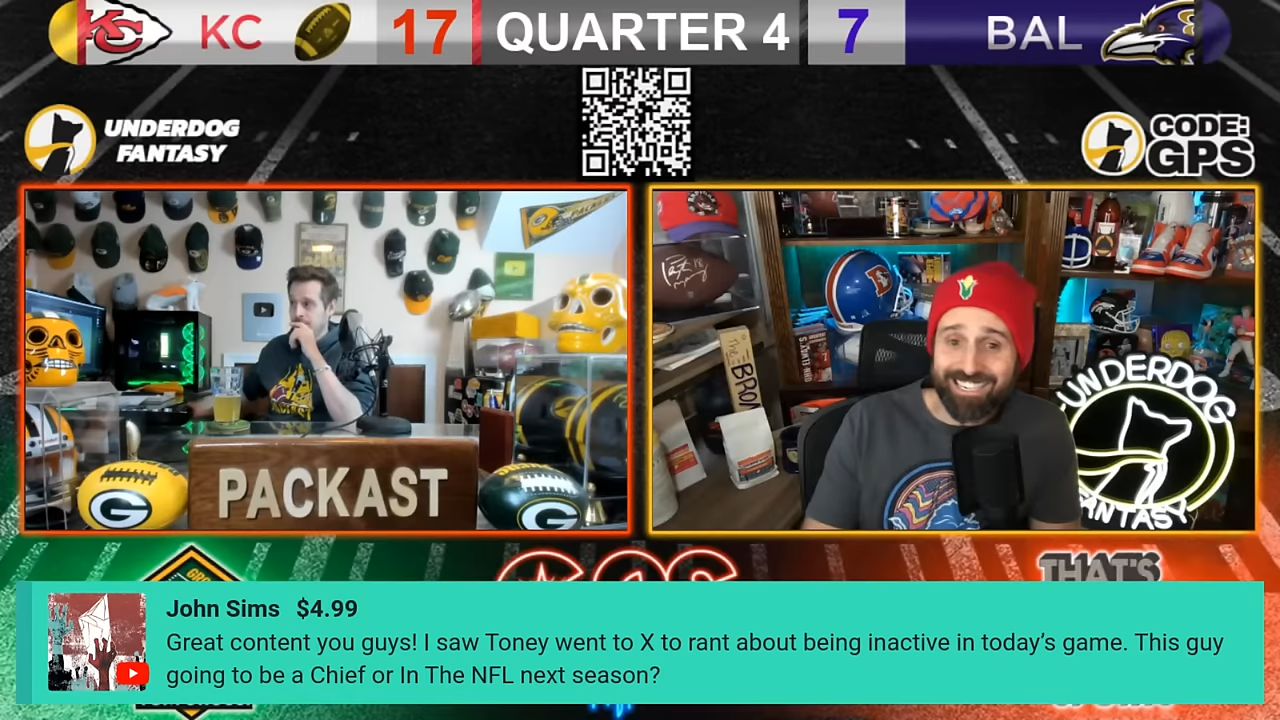 KC 17 QUARTER 4 7 BAL
UNDERDOG
FANTASY
CODE:
GPS
PACKAST
UNDERDOG
FANTASY
THAT'S
John Sims $4.99
Great content you guys! I saw Toney went to X to rant about being inactive in today's game. This guy
going to be a Chief or In The NFL next season?